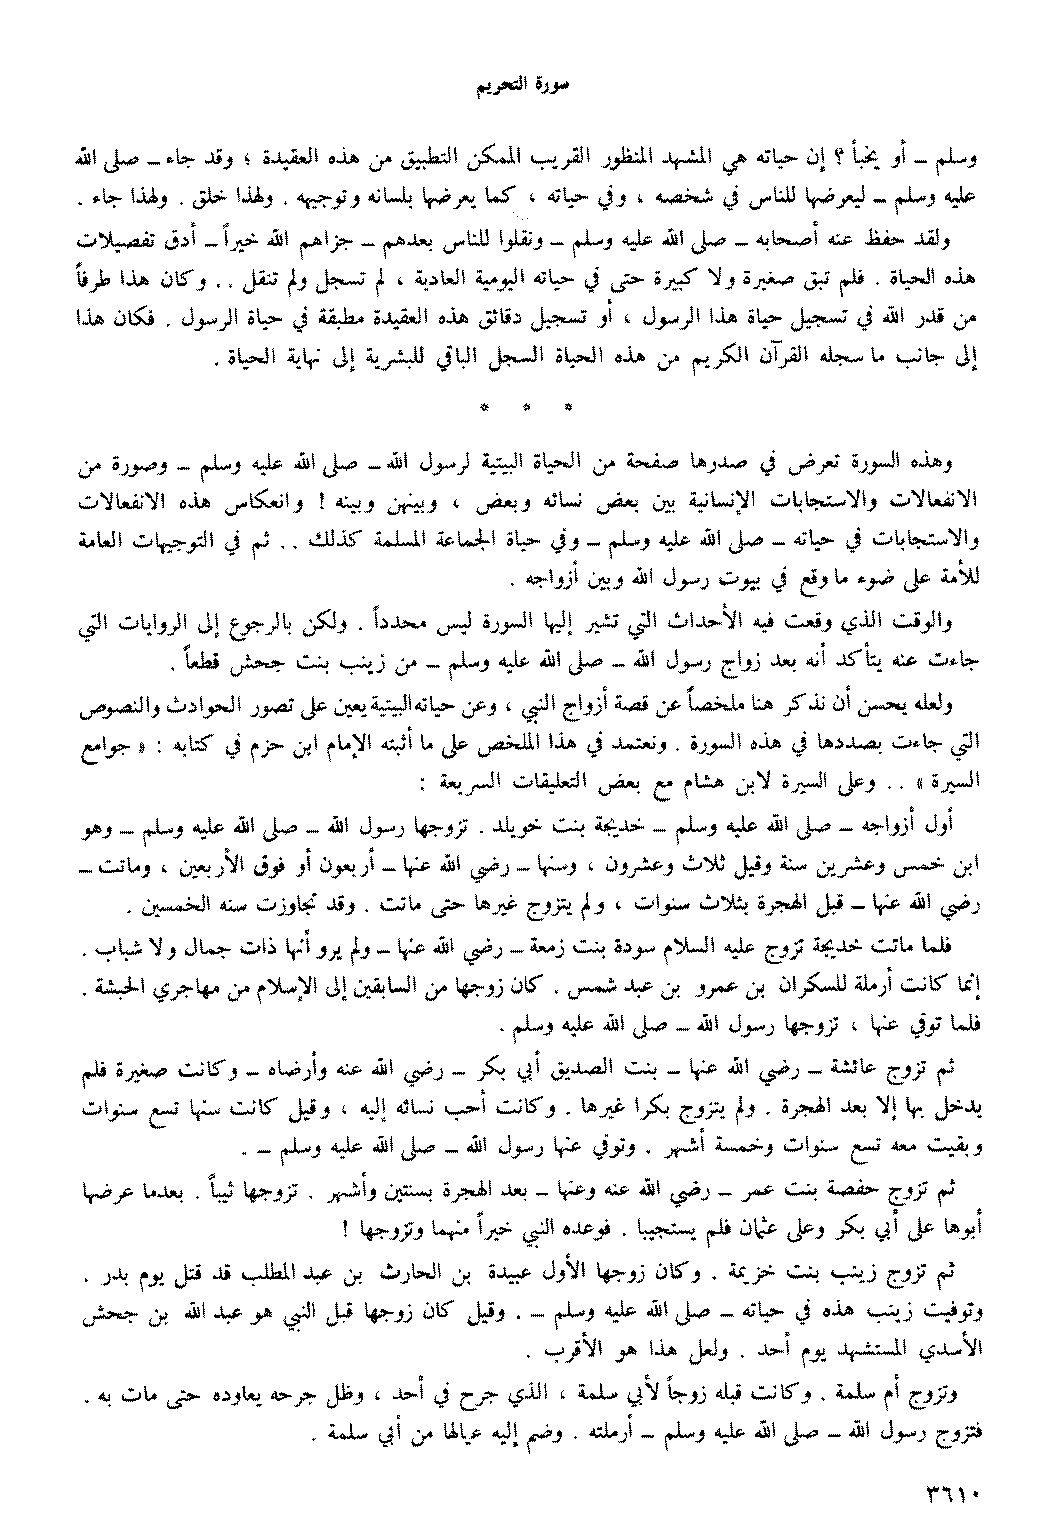 سورة التحريم
وسلم – أو يخبأ ؟ إن حياته هي المشهد المنظور القريب الممكن التطبيق من هذه العقيدة ؛ وقد جاء – صلى الله
عليه وسلم – ليعرضها للناس في شخصه ، وفي حياته ، كما يعرضها بلسانه وتوجيهه . ولهذا خلق . ولهذا جاء .
ولقد حفظ عنه أصحابه – صلى الله عليه وسلم – ونقلوا للناس بعدهم – جزاهم الله خيراً – أدق تفصيلات
هذه الحياة . فلم تبق صغيرة ولا كبيرة حتى في حياته اليومية العادية ، لم تسجل ولم تنقل .. وكان هذا طرفاً
من قدر الله في تسجيل حياة هذا الرسول ، أو تسجيل دقائق هذه العقيدة مطبقة في حياة الرسول . فكان هذا
إلى جانب ما سجله القرآن الكريم من هذه الحياة السجل الباقي للبشرية إلى نهاية الحياة .
* * *
وهذه السورة تعرض في صدرها صفحة من الحياة البيتية لرسول الله – صلى الله عليه وسلم – وصورة من
الانفعالات والاستجابات الإنسانية بين بعض نسائه وبعض ، وبينهن وبينه ! وانعكاس هذه الانفعالات
والاستجابات في حياته – صلى الله عليه وسلم – وفي حياة الجماعة المسلمة كذلك .. ثم في التوجيهات العامة
للأمة على ضوء ما وقع في بيوت رسول الله وبين أزواجه .
والوقت الذي وقعت فيه الأحداث التي تشير إليها السورة ليس محدداً . ولكن بالرجوع إلى الروايات التي
جاءت عنه يتأكد أنه بعد زواج رسول الله – صلى الله عليه وسلم – من زينب بنت جحش قطعاً .
ولعله يحسن أن نذكر هنا ملخصاً عن قصة أزواج النبي ، وعن حياته البيتية يعين على تصور الحوادث والنصوص
التي جاءت بصددها في هذه السورة . ونعتمد في هذا الملخص على ما أثبته الإمام ابن حزم في كتابه : « جوامع
السيرة » .. وعلى السيرة لابن هشام مع بعض التعليقات السريعة :
أول أزواجه – صلى الله عليه وسلم – خديجة بنت خويلد . تزوجها رسول الله – صلى الله عليه وسلم – وهو
ابن خمس وعشرين سنة وقيل ثلاث وعشرون ، وسنها – رضي الله عنها – أربعون أو فوق الأربعين ، وماتت –
رضي الله عنها – قبل الهجرة بثلاث سنوات ، ولم يتزوج غيرها حتى ماتت . وقد تجاوزت سنه الخمسين .
فلما ماتت خديجة تزوج عليه السلام سودة بنت زمعة – رضي الله عنها – ولم يرو أنها ذات جمال ولا شباب .
إنما كانت أرملة للسكران بن عمرو بن عبد شمس . كان زوجها من السابقين إلى الإسلام من مهاجري الحبشة .
فلما توفي عنها ، تزوجها رسول الله – صلى الله عليه وسلم .
ثم تزوج عائشة – رضي الله عنها – بنت الصديق أبي بكر – رضي الله عنه وأرضاه – وكانت صغيرة فلم
يدخل بها إلا بعد الهجرة . ولم يتزوج بكرا غيرها . وكانت أحب نسائه إليه ، وقيل كانت سنها تسع سنوات
وبقيت معه تسع سنوات وخمسة أشهر . وتوفي عنها رسول الله – صلى الله عليه وسلم – .
ثم تزوج حفصة بنت عمر – رضي الله عنه وعنها – بعد الهجرة بسنتين وأشهر . تزوجها ثيباً . بعدما عرضها
أبوها على أبي بكر وعلى عثمان فلم يستجيبا . فوعده النبي خيراً منهما وتزوجها !
ثم تزوج زينب بنت خزيمة . وكان زوجها الأول عبيدة بن الحارث بن عبد المطلب قد قتل يوم بدر .
وتوفيت زينب هذه في حياته – صلى الله عليه وسلم – . وقيل كان زوجها قبل النبي هو عبد الله بن جحش
الأسدي المستشهد يوم أحد . ولعل هذا هو الأقرب .
وتزوج أم سلمة . وكانت قبله زوجاً لأبي سلمة ، الذي جرح في أحد ، وظل جرحه يعاوده حتى مات به .
فتزوج رسول الله – صلى الله عليه وسلم – أرملته . وضم إليه عيالها من أبي سلمة .
٣٦١٠